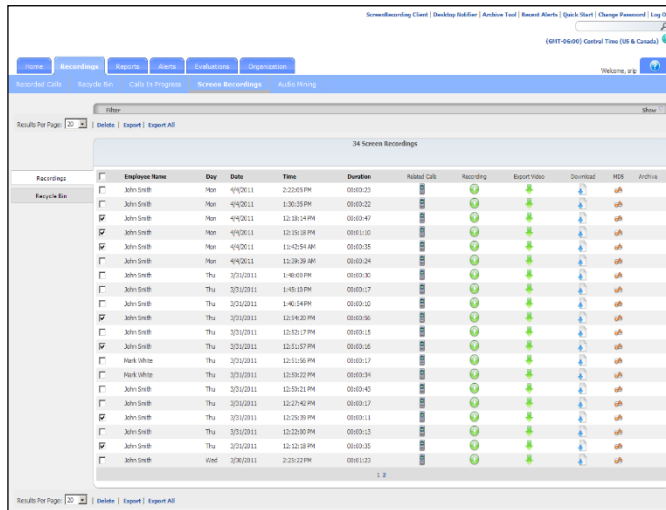 ScreenRecording Client | Desktop Notifier | Archive Tool | Recent Alerts | Quick Start | Change Password | Log O
(GMT-06:00) Central Time (US & Canada)
Home Recordings Reports Alerts Evaluations Organization Welcome,
Recorded Calls Recycle Bin Calls In Progress Screen Recordings Audio Mining
Filter Show
Results Per Page: 20 | Delete | Export | Export All
34 Screen Recordings
Recordings
Recycle Bin
Employee Name Day Date Time Duration Related Calls Recording Export Video Download MD5 Archive
John Smith Mon 4/4/2011 2:22:05 PM 00:00:23
John Smith Mon 4/4/2011 1:30:35 PM 00:00:22
John Smith Mon 4/4/2011 12:18:14 PM 00:00:47
John Smith Mon 4/4/2011 12:15:18 PM 00:01:10
John Smith Mon 4/4/2011 11:42:54 AM 00:00:35
John Smith Mon 4/4/2011 11:39:39 AM 00:00:24
John Smith Thu 3/31/2011 1:48:00 PM 00:00:30
John Smith Thu 3/31/2011 1:45:10 PM 00:00:17
John Smith Thu 3/31/2011 1:40:54 PM 00:00:10
John Smith Thu 3/31/2011 12:54:20 PM 00:00:56
John Smith Thu 3/31/2011 12:52:17 PM 00:00:15
John Smith Thu 3/31/2011 12:51:57 PM 00:00:16
Mark White Thu 3/31/2011 12:51:56 PM 00:00:17
Mark White Thu 3/31/2011 12:50:22 PM 00:00:34
John Smith Thu 3/31/2011 12:50:21 PM 00:00:45
John Smith Thu 3/31/2011 12:27:42 PM 00:00:17
John Smith Thu 3/31/2011 12:25:39 PM 00:00:11
John Smith Thu 3/31/2011 12:22:00 PM 00:00:13
John Smith Thu 3/31/2011 12:12:18 PM 00:00:35
John Smith Wed 3/30/2011 2:25:22 PM 00:01:23
1 2
Results Per Page: 20 | Delete | Export | Export All